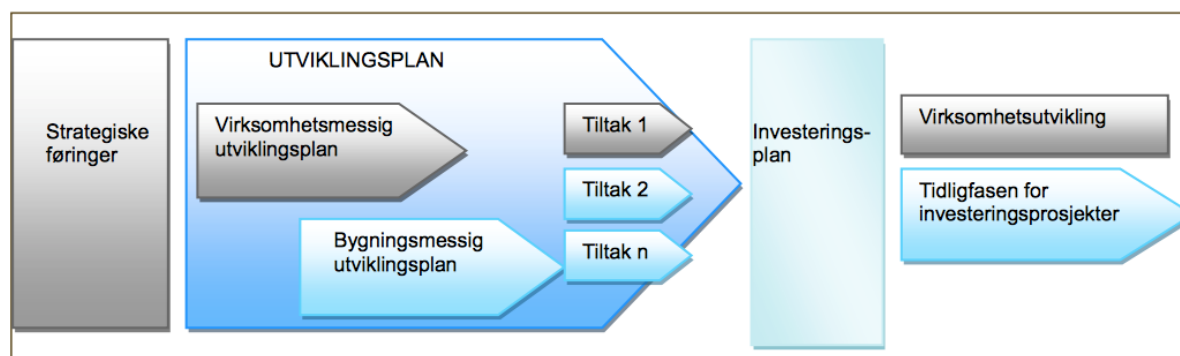 Strategiske
føringer
UTVIKLINGSPLAN
Virksomhetsmessig
utviklingsplan
Bygningsmessig
utviklingsplan
Tiltak 1
Tiltak 2
Tiltak n
Investerings-
plan
Virksomhetsutvikling
Tidligfasen for
investeringsprosjekter